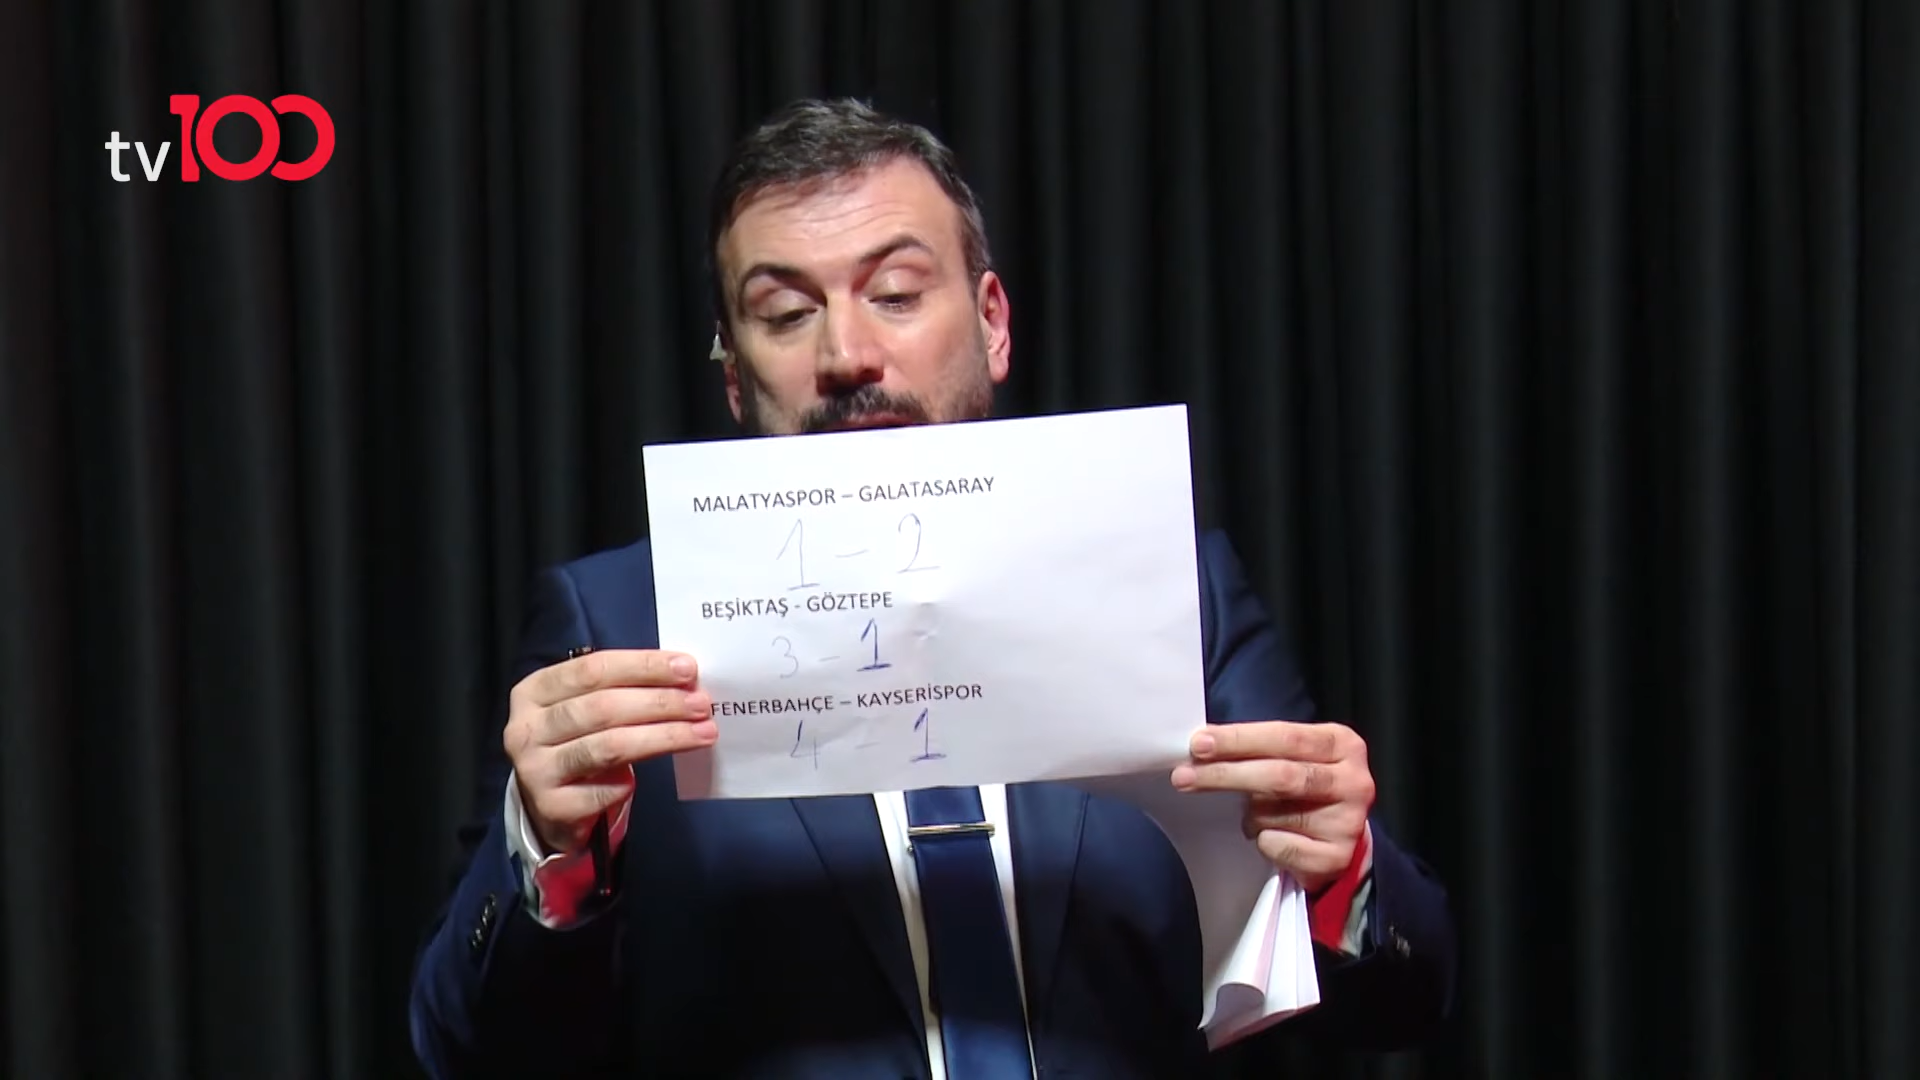 tv100
MALATYASPOR – GALATASARAY
1 – 2
BEŞİKTAŞ - GÖZTEPE
3 – 1
FENERBAHÇE – KAYSERİSPOR
4 – 1